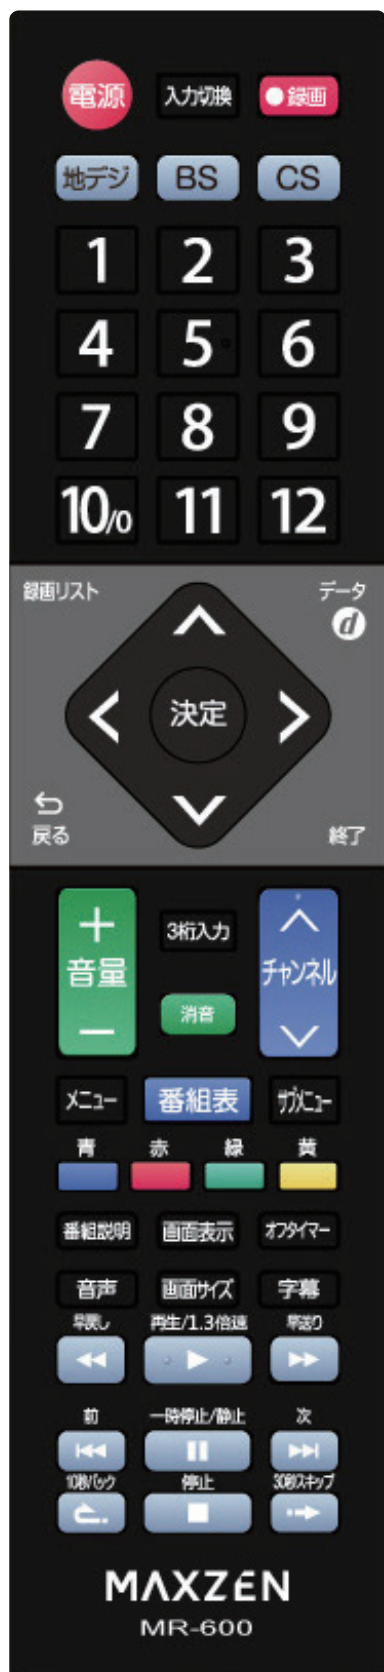 電源 入力切換 録画
地デジ BS CS
1 2 3
4 5 6
7 8 9
10/0 11 12
録画リスト データ
d
決定
戻る 終了
+ 3桁入力
音量 チャンネル
− 消音
メニュー 番組表 サブメニュー
青 赤 緑 黄
番組説明 画面表示 オフタイマー
音声 画面サイズ 字幕
早戻し 再生/1.3倍速 早送り
前 一時停止/静止 次
10秒バック 停止 30秒スキップ
MAXZEN
MR-600